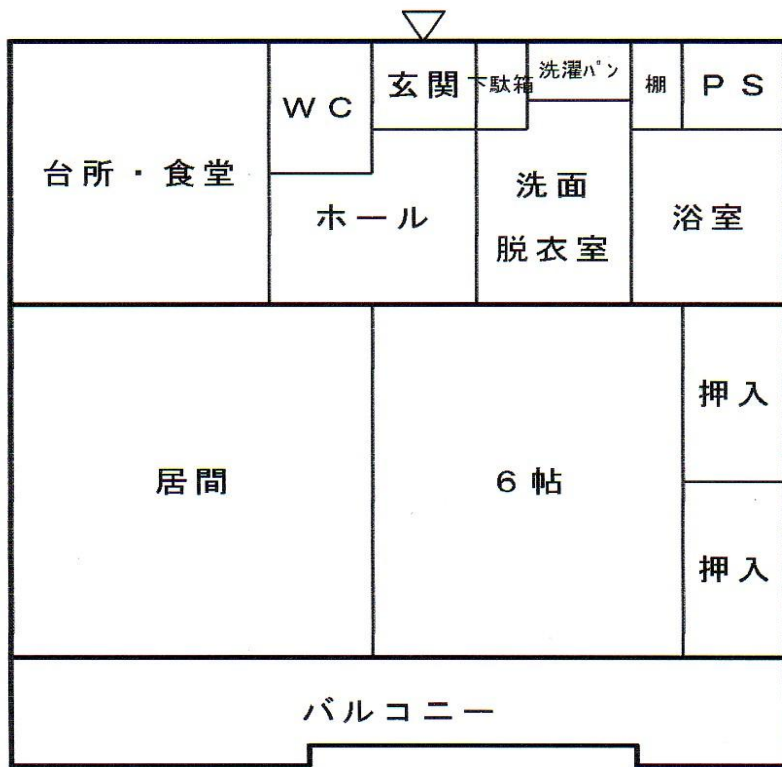 玄関
下駄箱
洗濯パン
棚
ＰＳ
ＷＣ
台所・食堂
ホール
洗面
脱衣室
浴室
居間
６帖
押入
押入
バルコニー